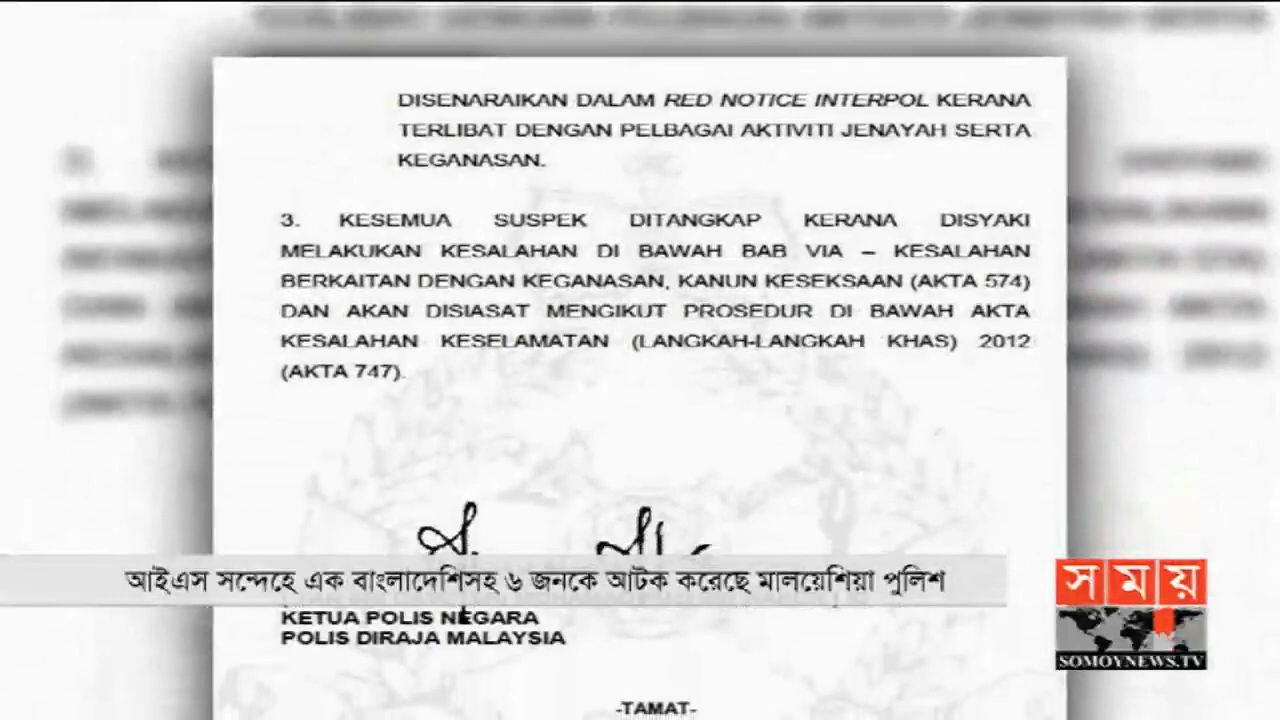 DISENARAIKAN DALAM RED NOTICE INTERPOL KERANA
TERLIBAT DENGAN PELBAGAI AKTIVITI JENAYAH SERTA
KEGANASAN.
3. KESEMUA SUSPEK DITANGKAP KERANA DISYAKI
MELAKUKAN KESALAHAN DI BAWAH BAB VIA – KESALAHAN
BERKAITAN DENGAN KEGANASAN, KANUN KESEKSAAN (AKTA 574)
DAN AKAN DISIASAT MENGIKUT PROSEDUR DI BAWAH AKTA
KESALAHAN KESELAMATAN (LANGKAH-LANGKAH KHAS) 2012
(AKTA 747).
আইএস সন্দেহে এক বাংলাদেশিসহ ৬ জনকে আটক করেছে মালয়েশিয়া পুলিশ
KETUA POLIS NEGARA
POLIS DIRAJA MALAYSIA
-TAMAT-
সময়
SOMOYNEWS.TV